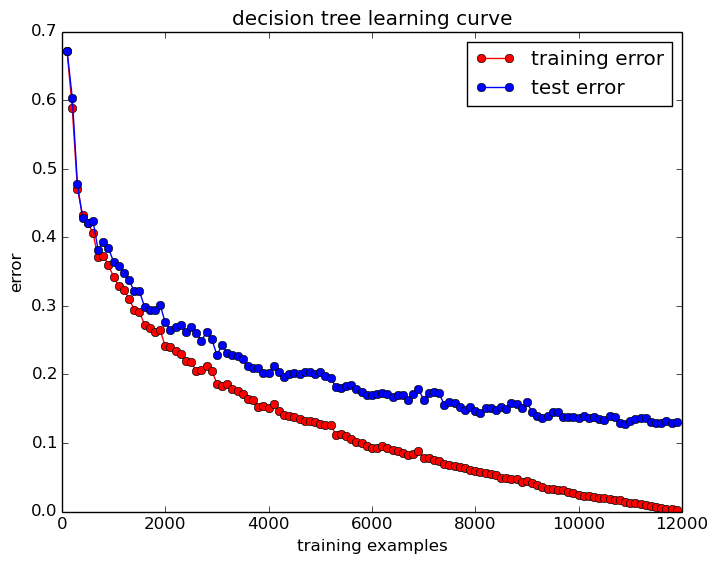 decision tree learning curve
training error
test error
0.7
0.6
0.5
0.4
0.3
0.2
0.1
0.0
error
0 2000 4000 6000 8000 10000 12000
training examples